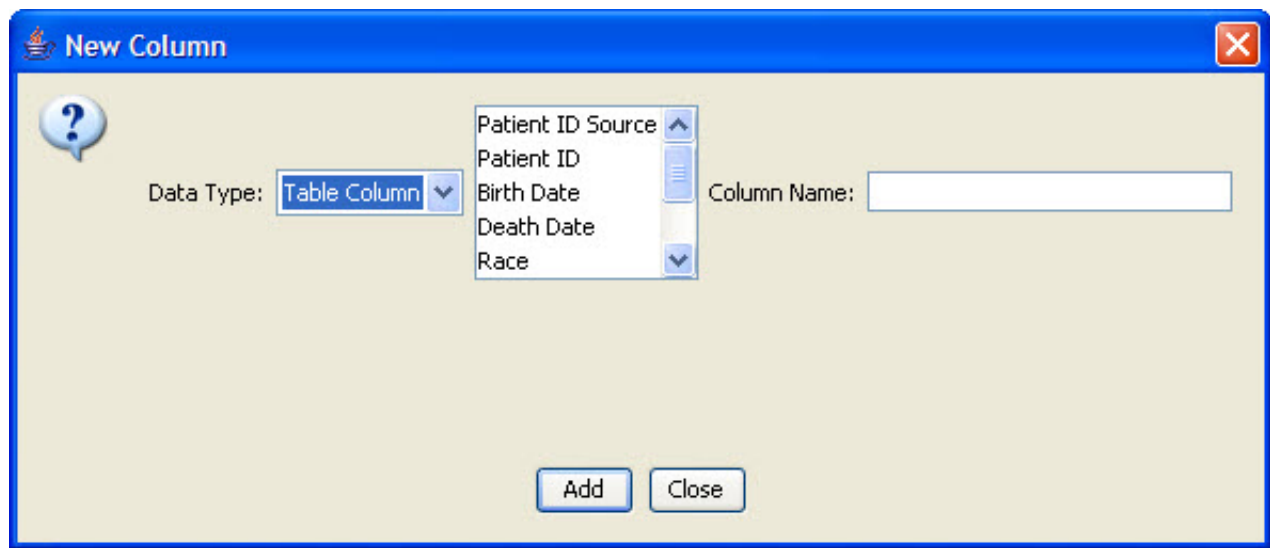 New Column
Patient ID Source
Patient ID
Data Type: Table Column Birth Date Column Name:
Death Date
Race
Add Close